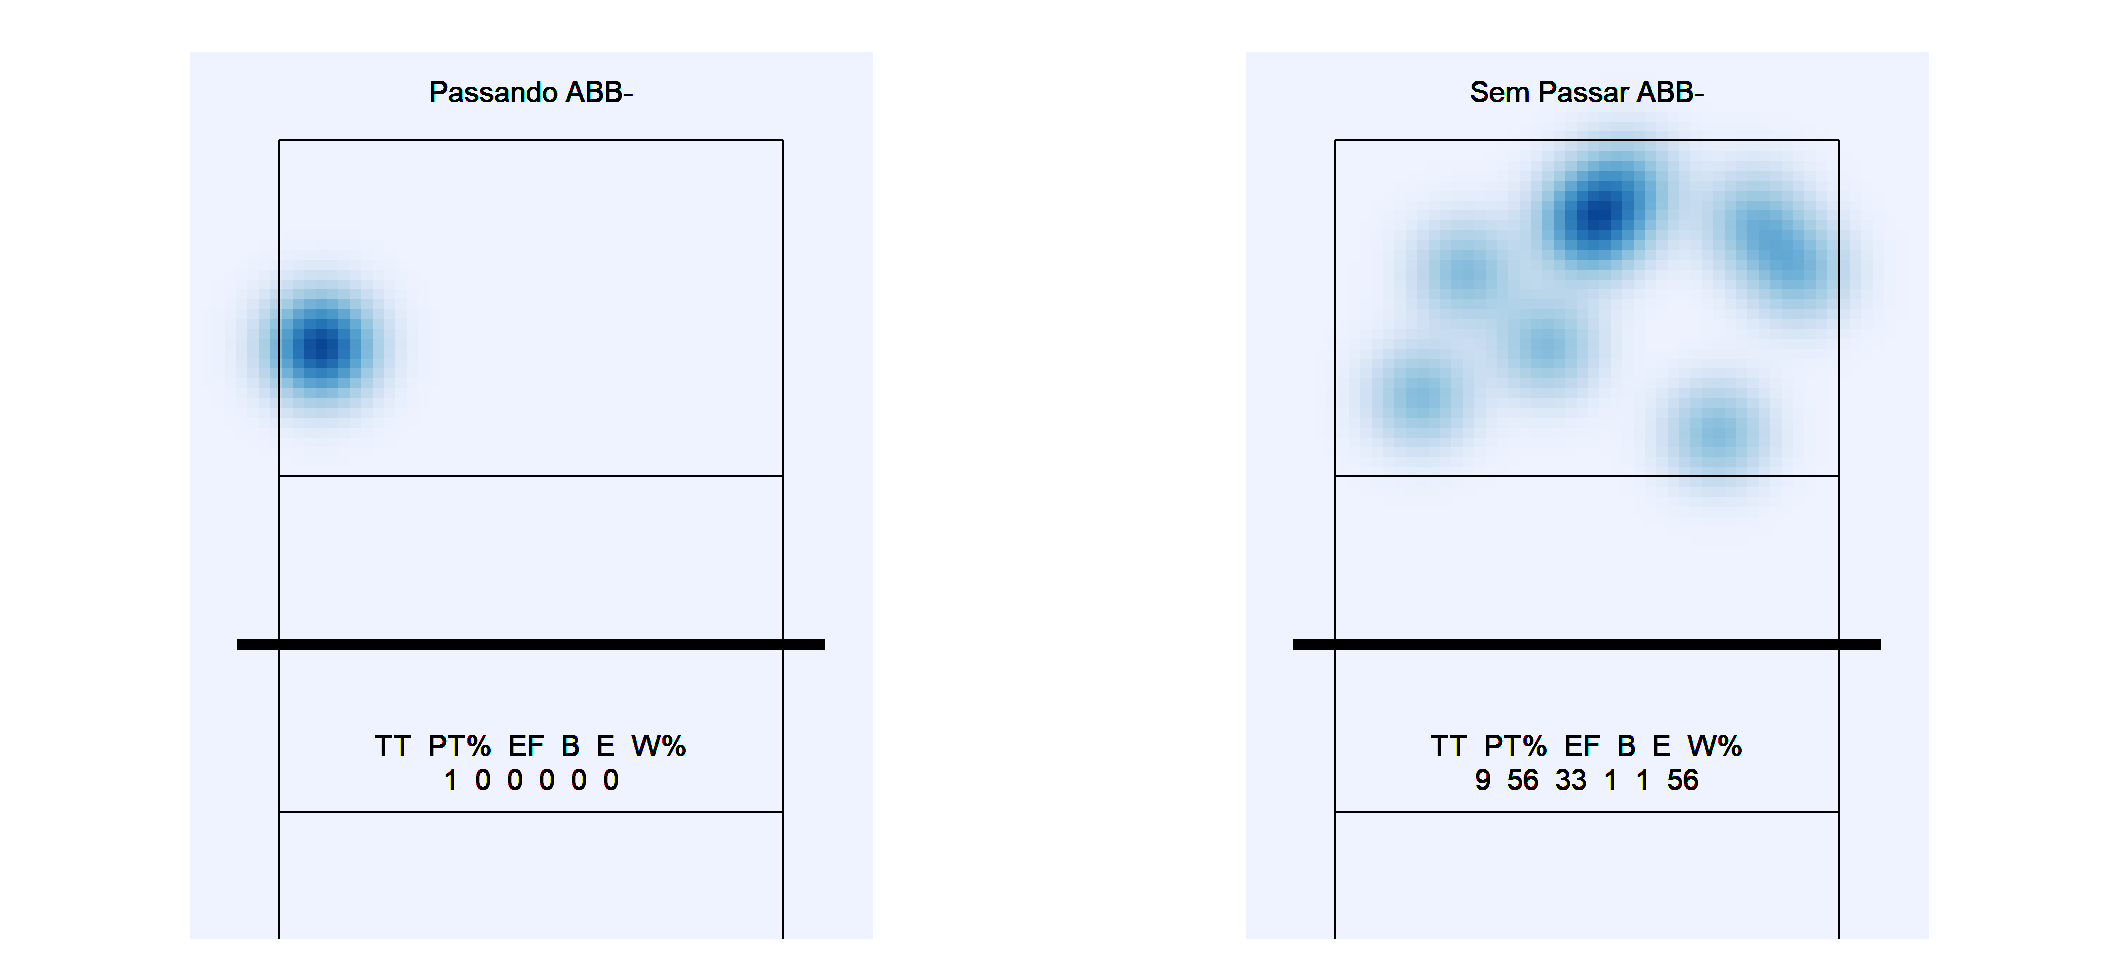 Passando ABB-
TT PT% EF B E W%
1 0 0 0 0 0
Sem Passar ABB-
TT PT% EF B E W%
9 56 33 1 1 56